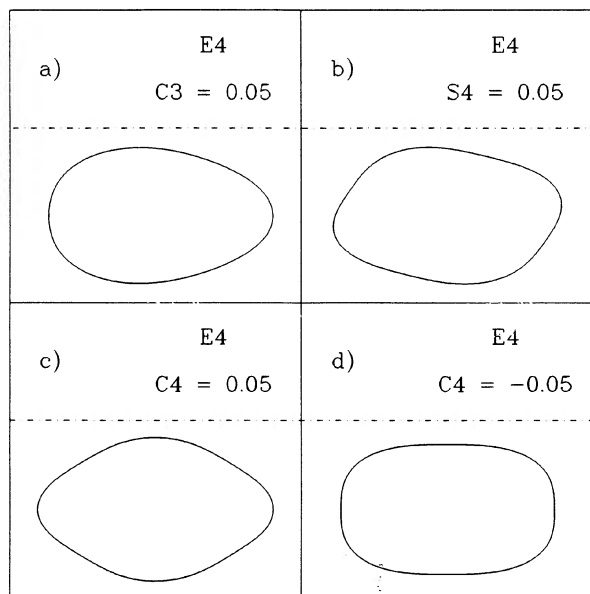 E4
a)
C3 = 0.05
E4
b)
S4 = 0.05
E4
c)
C4 = 0.05
E4
d)
C4 = -0.05